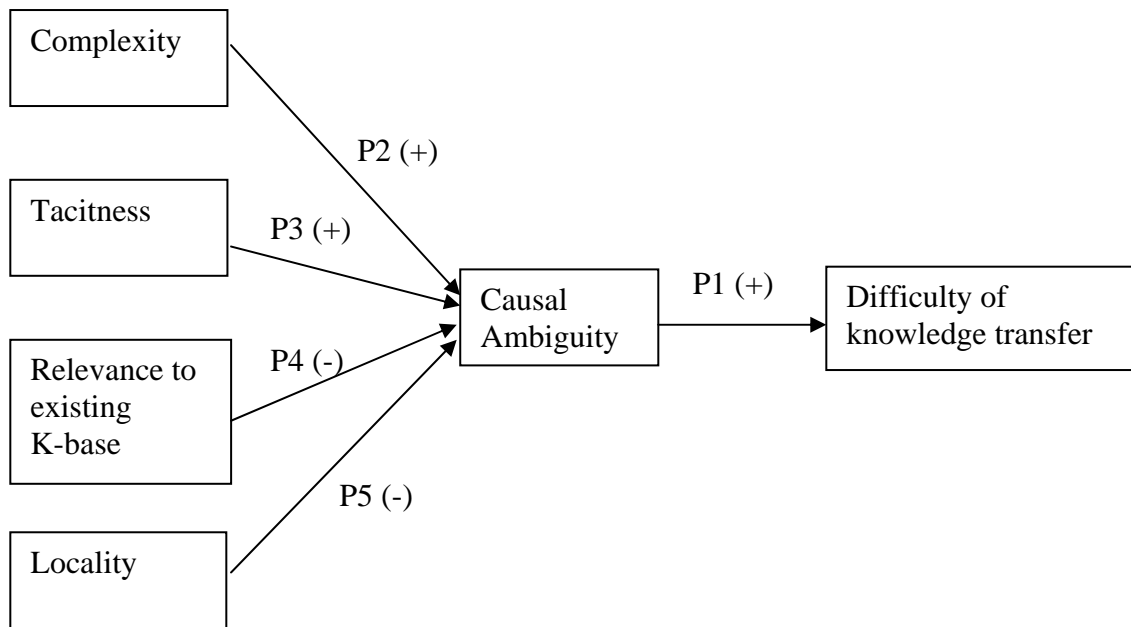 Complexity
P2 (+)
Tacitness
P3 (+)
Causal
Ambiguity
P1 (+)
Difficulty of
knowledge transfer
Relevance to
existing
K-base
P4 (-)
P5 (-)
Locality